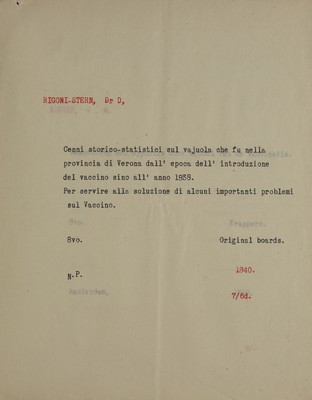 RIGONI-STERN, Dr D,
Cenni storico-statistici sul vajuola che fu nella
provincia di Verona dall' epoca dell' introduzione
del vaccino sino all' anno 1838.
Per servire alla soluzione di alcuni importanti problemi
sul Vaccino.
8vo. Original boards.
N.P. 1840.
7/6d.